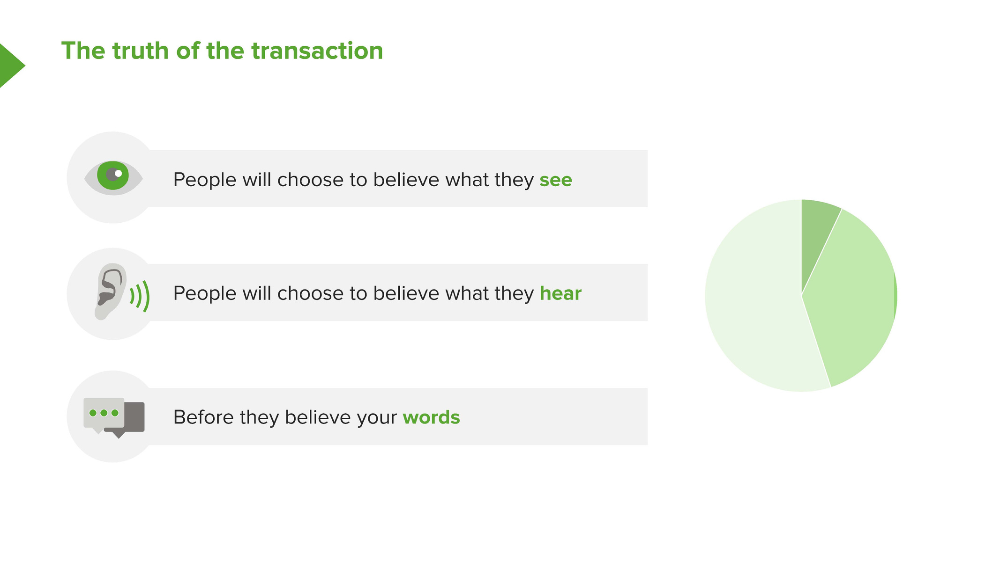 The truth of the transaction
People will choose to believe what they see
People will choose to believe what they hear
Before they believe your words